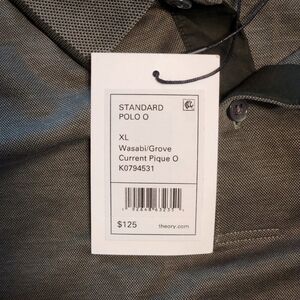 STANDARD
POLO O
XL
Wasabi/Grove
Current Pique O
K0794531
$125
theory.com